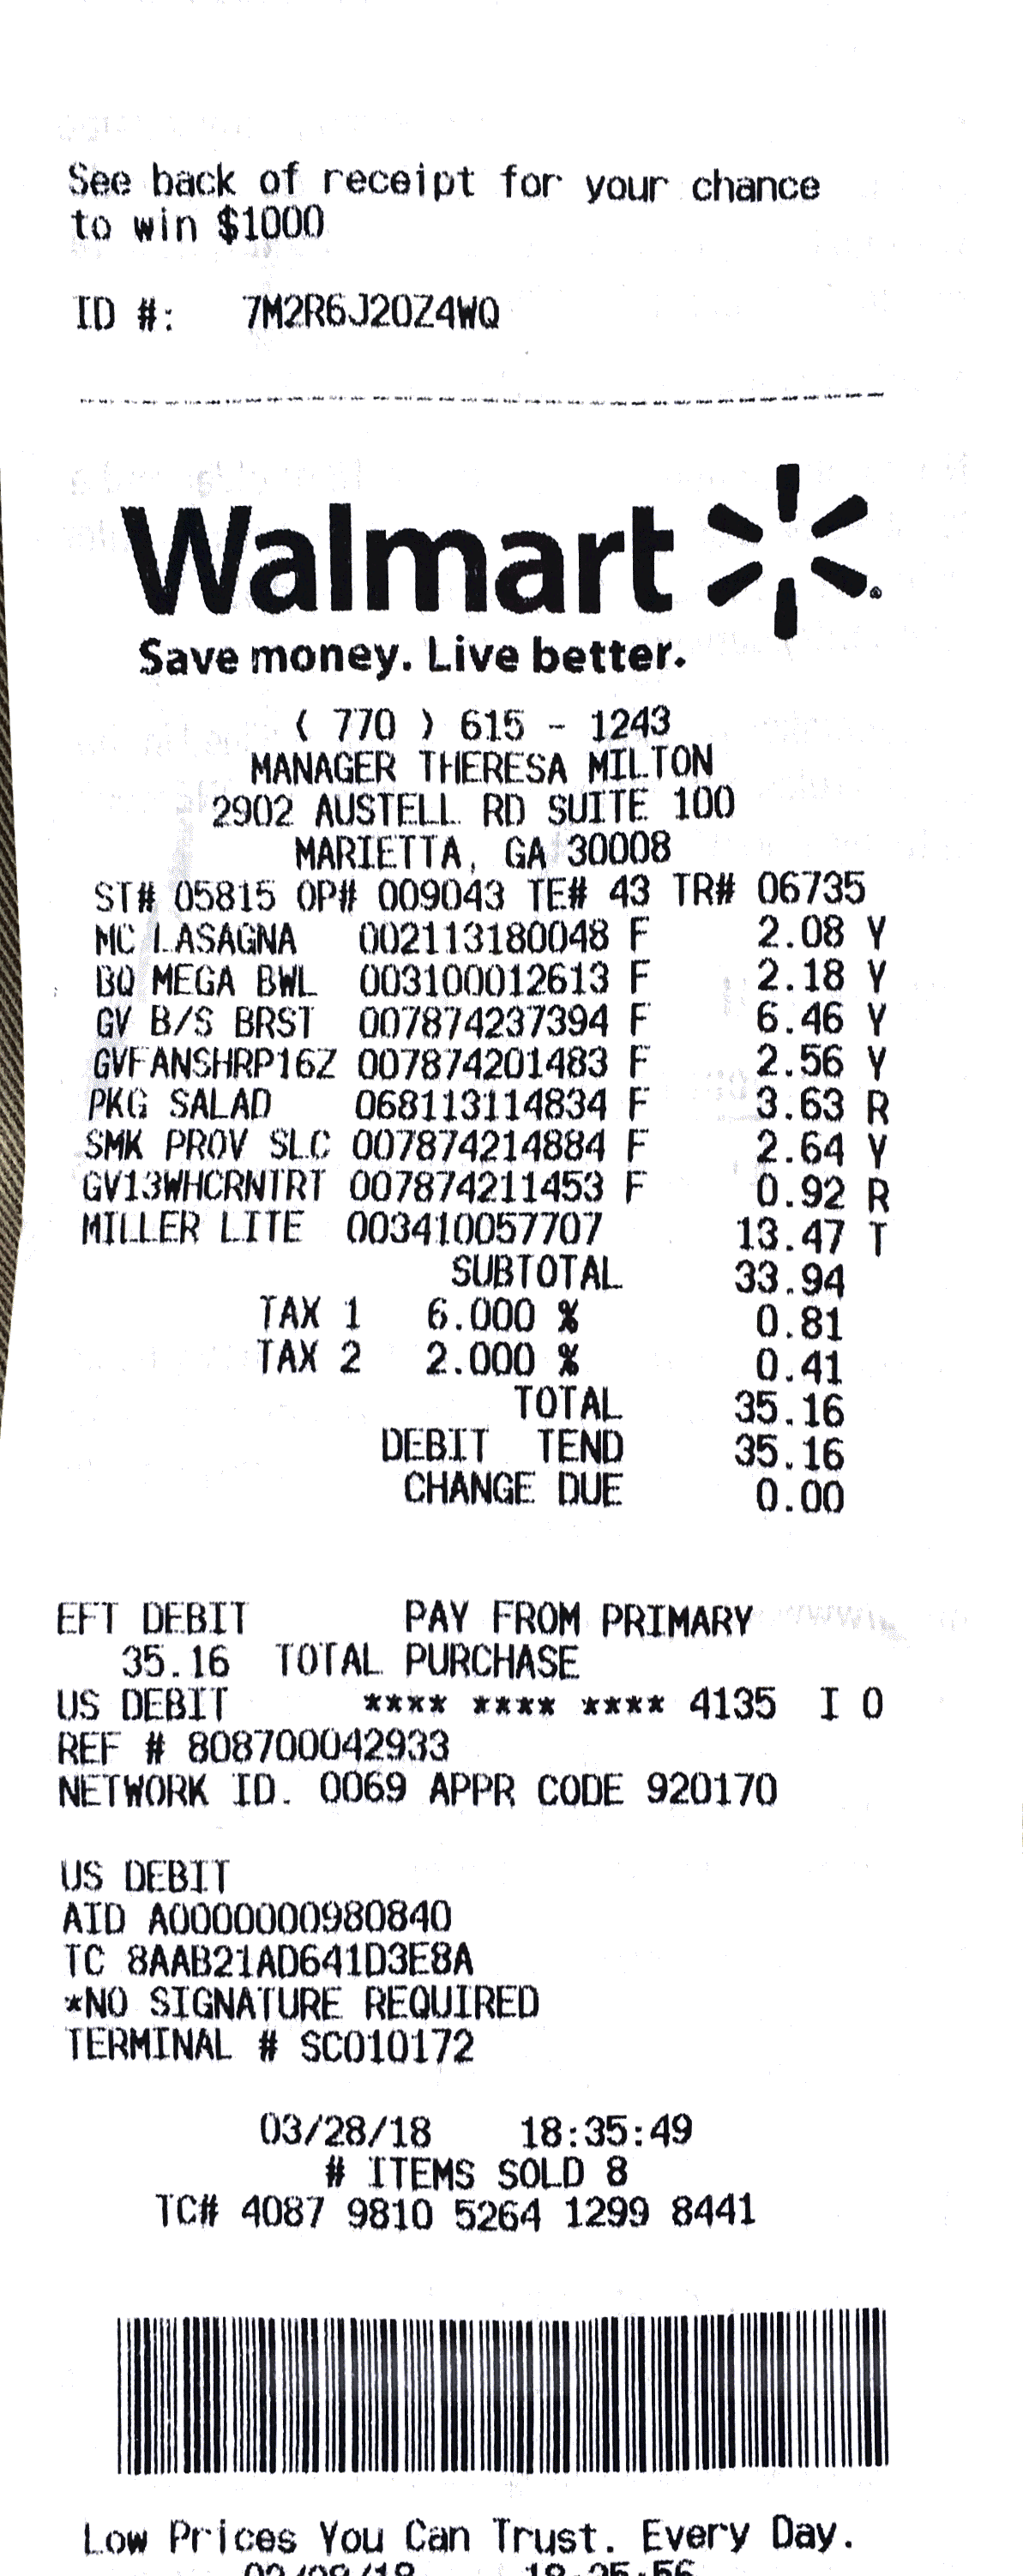 See back of receipt for your chance
to win $1000
ID #: 7M2R6J20Z4WQ
Walmart
Save money. Live better.
( 770 ) 615 - 1243
MANAGER THERESA MILTON
2902 AUSTELL RD SUITE 100
MARIETTA, GA 30008
ST# 05815 OP# 009043 TE# 43 TR# 06735
MC LASAGNA 002113180048 F 2.08 Y
BQ MEGA BWL 003100012613 F 2.18 Y
GV B/S BRST 007874237394 F 6.46 Y
GVFANSHRP16Z 007874201483 F 2.56 Y
PKG SALAD 068113114834 F 3.63 R
SMK PROV SLC 007874214884 F 2.64 Y
GV13WHCRNTRT 007874211453 F 0.92 R
MILLER LITE 003410057707 13.47 T
SUBTOTAL 33.94
TAX 1 6.000 % 0.81
TAX 2 2.000 % 0.41
TOTAL 35.16
DEBIT TEND 35.16
CHANGE DUE 0.00
EFT DEBIT PAY FROM PRIMARY
35.16 TOTAL PURCHASE
US DEBIT **** **** **** 4135 I 0
REF # 808700042933
NETWORK ID. 0069 APPR CODE 920170
US DEBIT
AID A0000000980840
TC 8AAB21AD641D3E8A
*NO SIGNATURE REQUIRED
TERMINAL # SC010172
03/28/18 18:35:49
# ITEMS SOLD 8
TC# 4087 9810 5264 1299 8441
Low Prices You Can Trust. Every Day.